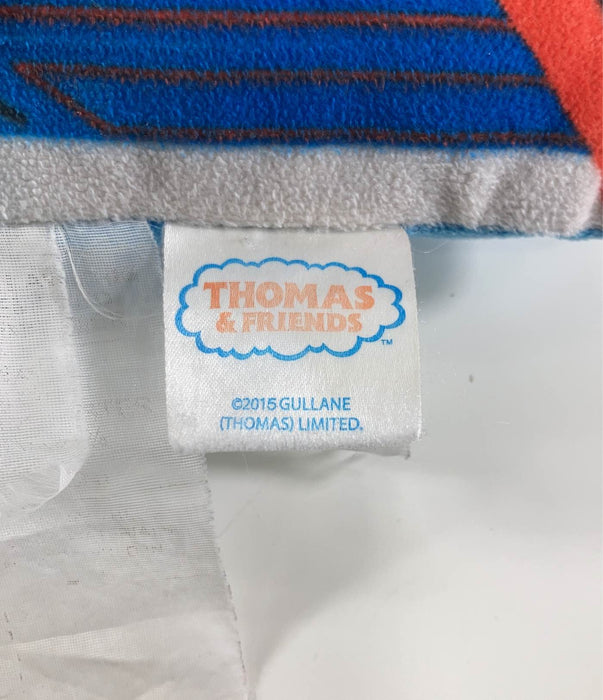 THOMAS
& FRIENDS
™
©2015 GULLANE
(THOMAS) LIMITED.